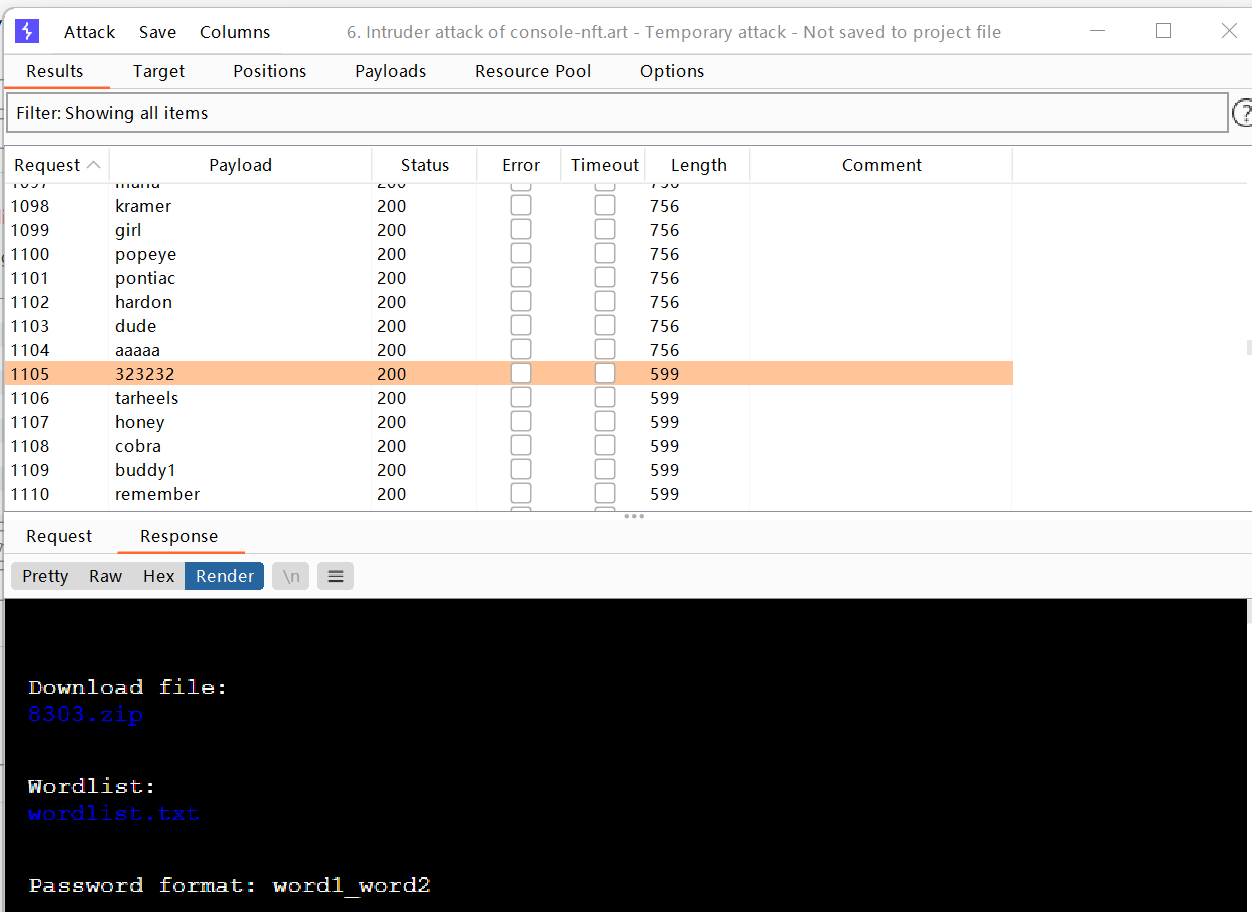 Attack Save Columns 6. Intruder attack of console-nft.art - Temporary attack - Not saved to project file
Results Target Positions Payloads Resource Pool Options
Filter: Showing all items
?
Request Payload Status Error Timeout Length Comment
1098 kramer 200 756
1099 girl 200 756
1100 popeye 200 756
1101 pontiac 200 756
1102 hardon 200 756
1103 dude 200 756
1104 aaaaa 200 756
1105 323232 200 599
1106 tarheels 200 599
1107 honey 200 599
1108 cobra 200 599
1109 buddy1 200 599
1110 remember 200 599
Request Response
Pretty Raw Hex Render \n
Download file:
8303.zip
Wordlist:
wordlist.txt
Password format: word1_word2